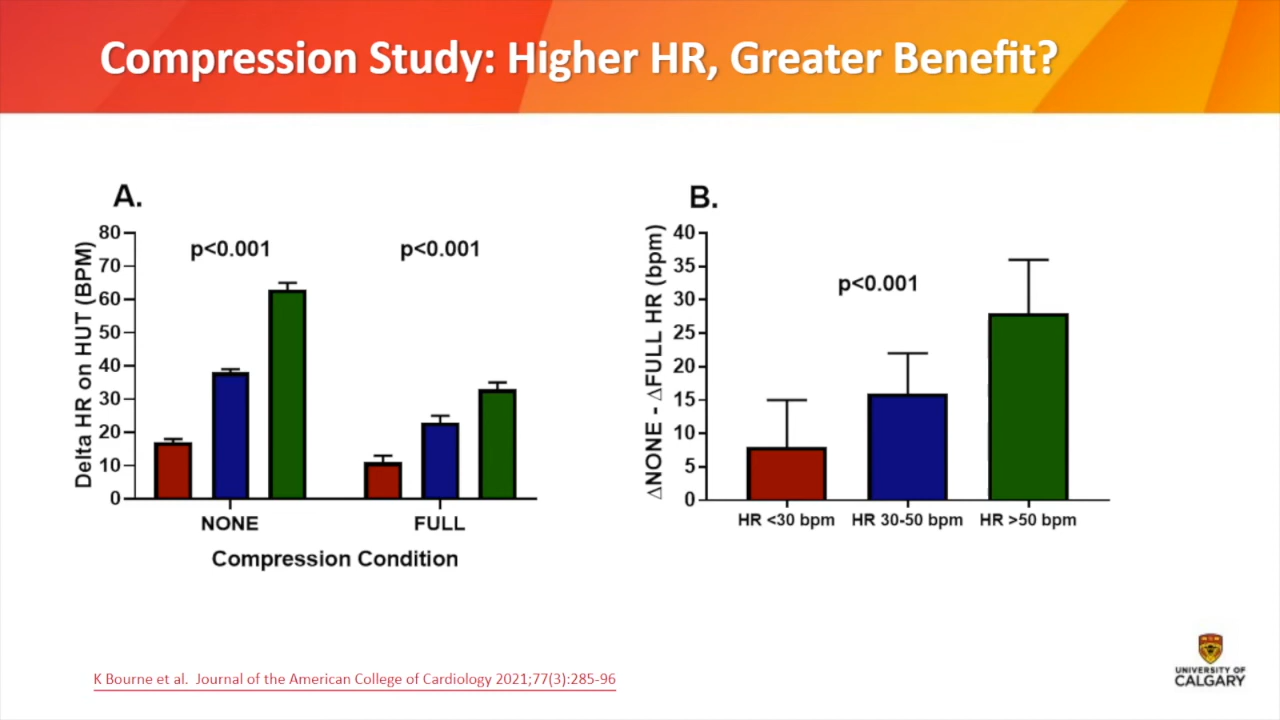 Compression Study: Higher HR, Greater Benefit?
A.
Delta HR on HUT (BPM)
80
70
60
50
40
30
20
10
0
p<0.001
p<0.001
NONE
FULL
Compression Condition
B.
△NONE - △FULL HR (bpm)
40
35
30
25
20
15
10
5
0
p<0.001
HR <30 bpm
HR 30-50 bpm
HR >50 bpm
K Bourne et al. Journal of the American College of Cardiology 2021;77(3):285-96
UNIVERSITY OF
CALGARY